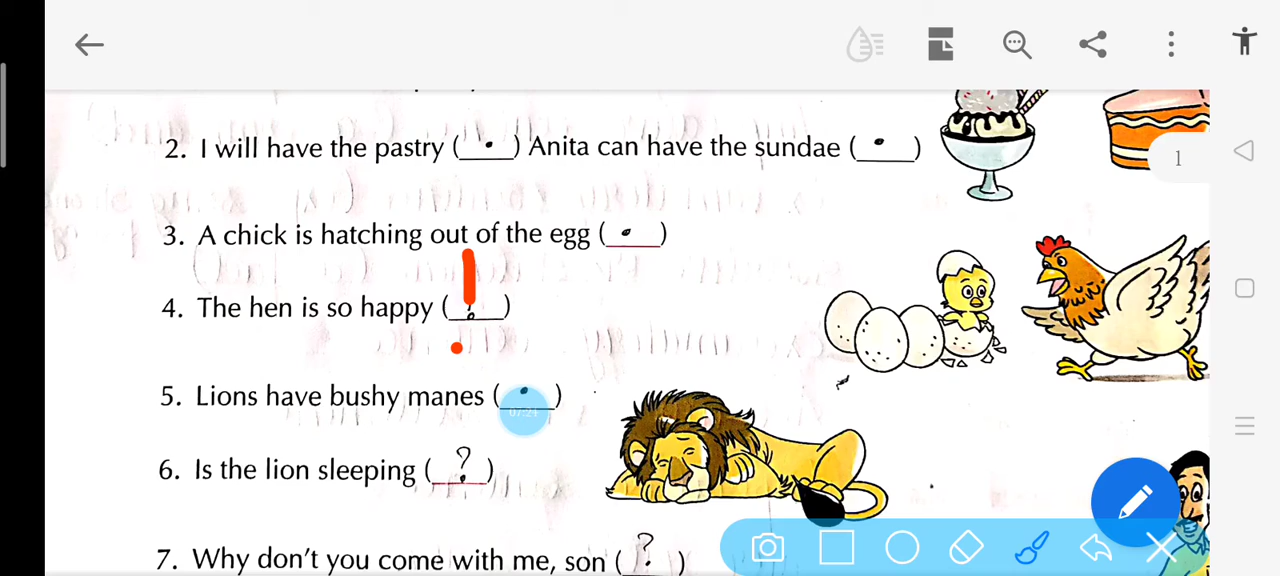 1
2. I will have the pastry (.) Anita can have the sundae (.)
3. A chick is hatching out of the egg (.)
4. The hen is so happy (!)
5. Lions have bushy manes (.)
07:24
6. Is the lion sleeping (?)
7. Why don't you come with me, son (?)